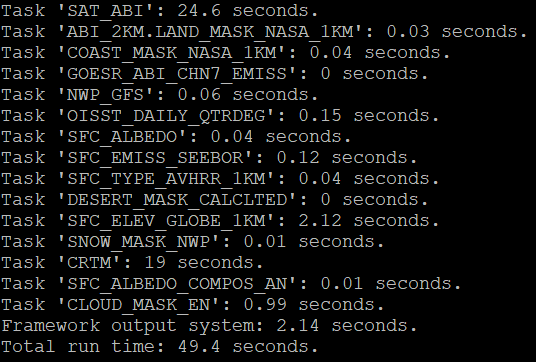 Task 'SAT_ABI': 24.6 seconds.
Task 'ABI_2KM.LAND_MASK_NASA_1KM': 0.03 seconds.
Task 'COAST_MASK_NASA_1KM': 0.04 seconds.
Task 'GOESR_ABI_CHN7_EMISS': 0 seconds.
Task 'NWP_GFS': 0.06 seconds.
Task 'OISST_DAILY_QTRDEG': 0.15 seconds.
Task 'SFC_ALBEDO': 0.04 seconds.
Task 'SFC_EMISS_SEEBOR': 0.12 seconds.
Task 'SFC_TYPE_AVHRR_1KM': 0.04 seconds.
Task 'DESERT_MASK_CALCLTED': 0 seconds.
Task 'SFC_ELEV_GLOBE_1KM': 2.12 seconds.
Task 'SNOW_MASK_NWP': 0.01 seconds.
Task 'CRTM': 19 seconds.
Task 'SFC_ALBEDO_COMPOS_AN': 0.01 seconds.
Task 'CLOUD_MASK_EN': 0.99 seconds.
Framework output system: 2.14 seconds.
Total run time: 49.4 seconds.